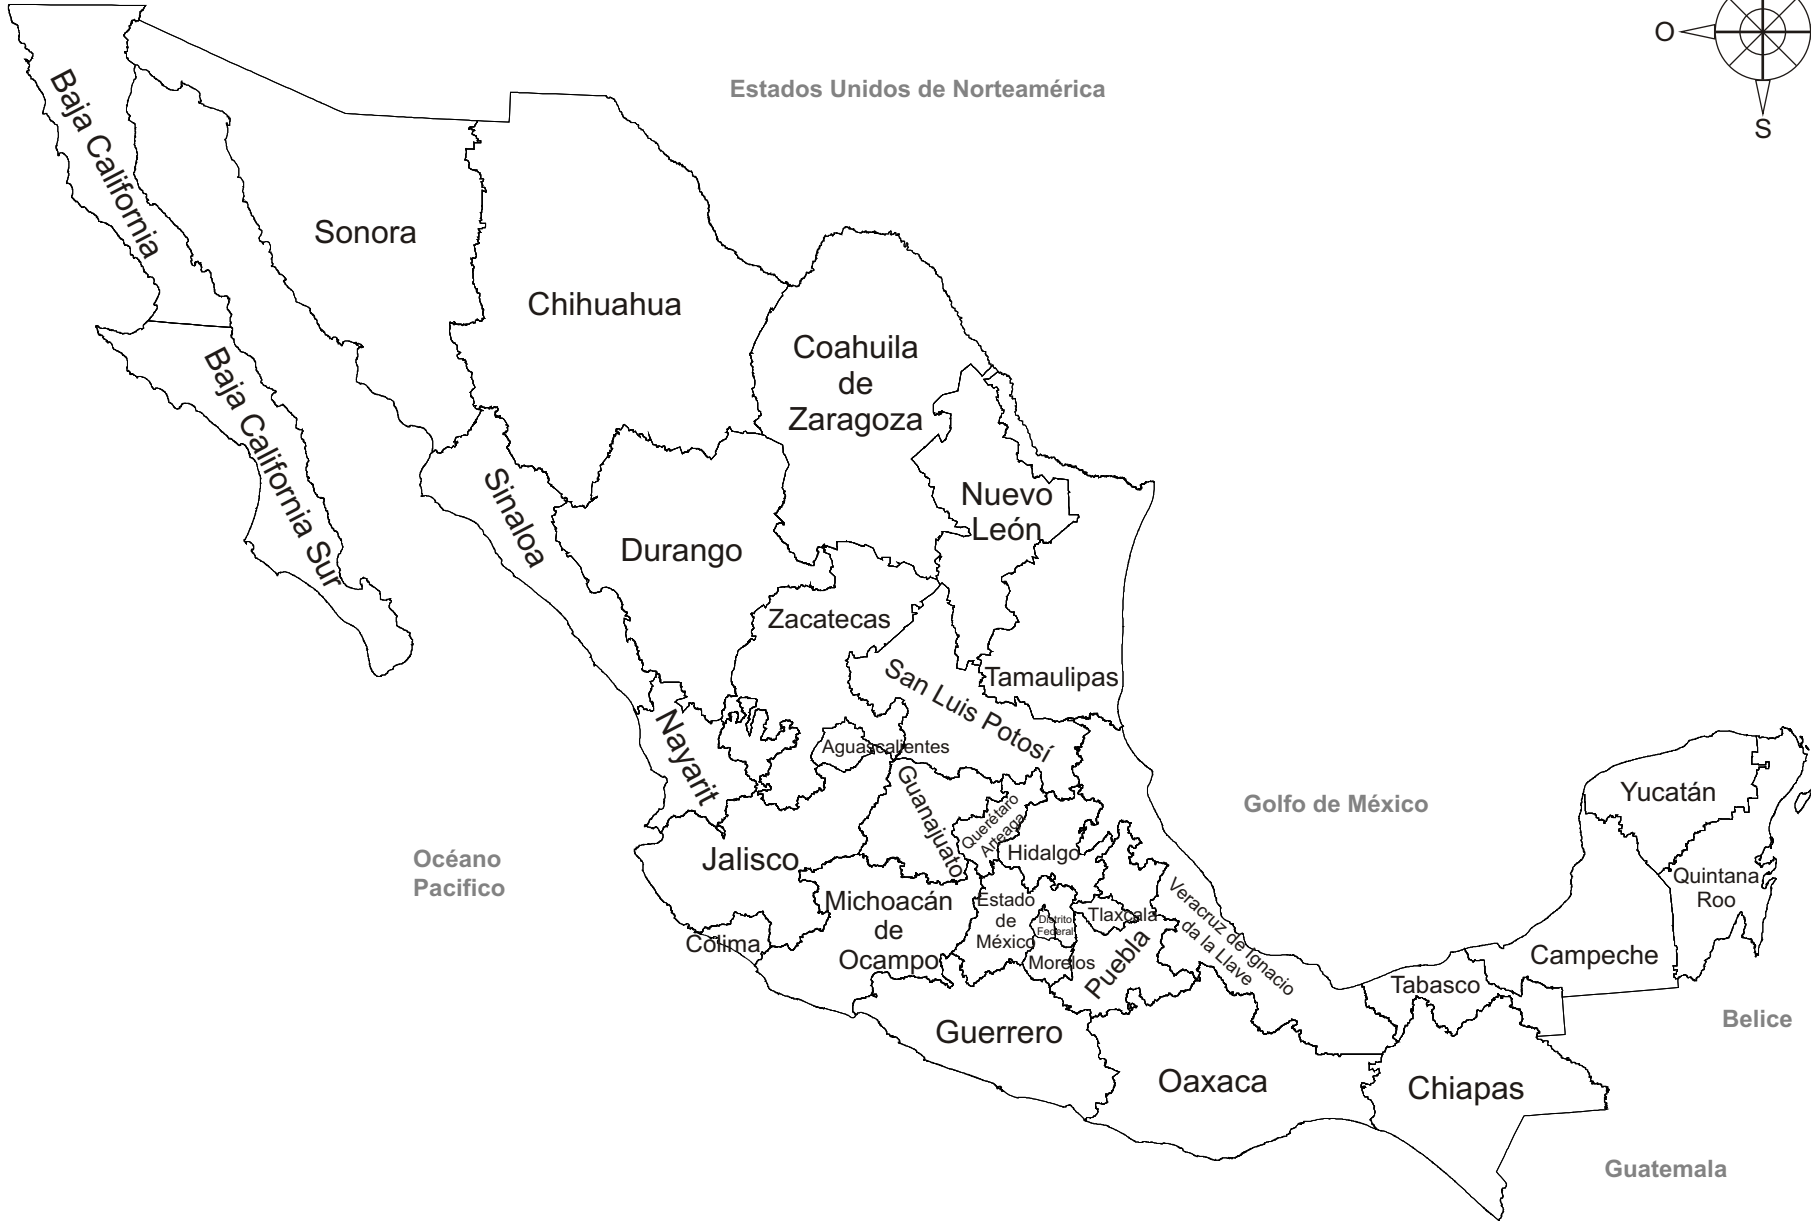 O
S
Estados Unidos de Norteamérica
Baja California
Sonora
Chihuahua
Coahuila
de
Zaragoza
Baja California Sur
Sinaloa
Nuevo
León
Durango
Zacatecas
Tamaulipas
San Luis Potosí
Nayarit
Aguascalientes
Guanajuato
Querétaro
Arteaga
Hidalgo
Jalisco
Golfo de México
Yucatán
Océano
Pacifico
Michoacán
de
Ocampo
Estado
de
México
Distrito
Federal
Tlaxcala
Veracruz de Ignacio
da la Llave
Quintana
Roo
Colima
Morelos
Puebla
Campeche
Tabasco
Guerrero
Belice
Oaxaca
Chiapas
Guatemala